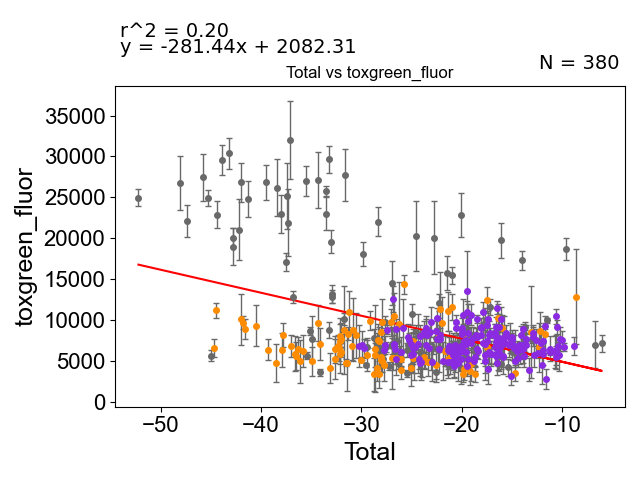 r^2 = 0.20
y = -281.44x + 2082.31
N = 380
Total vs toxgreen_fluor
toxgreen_fluor
35000
30000
25000
20000
15000
10000
5000
0
−50
−40
−30
−20
−10
Total